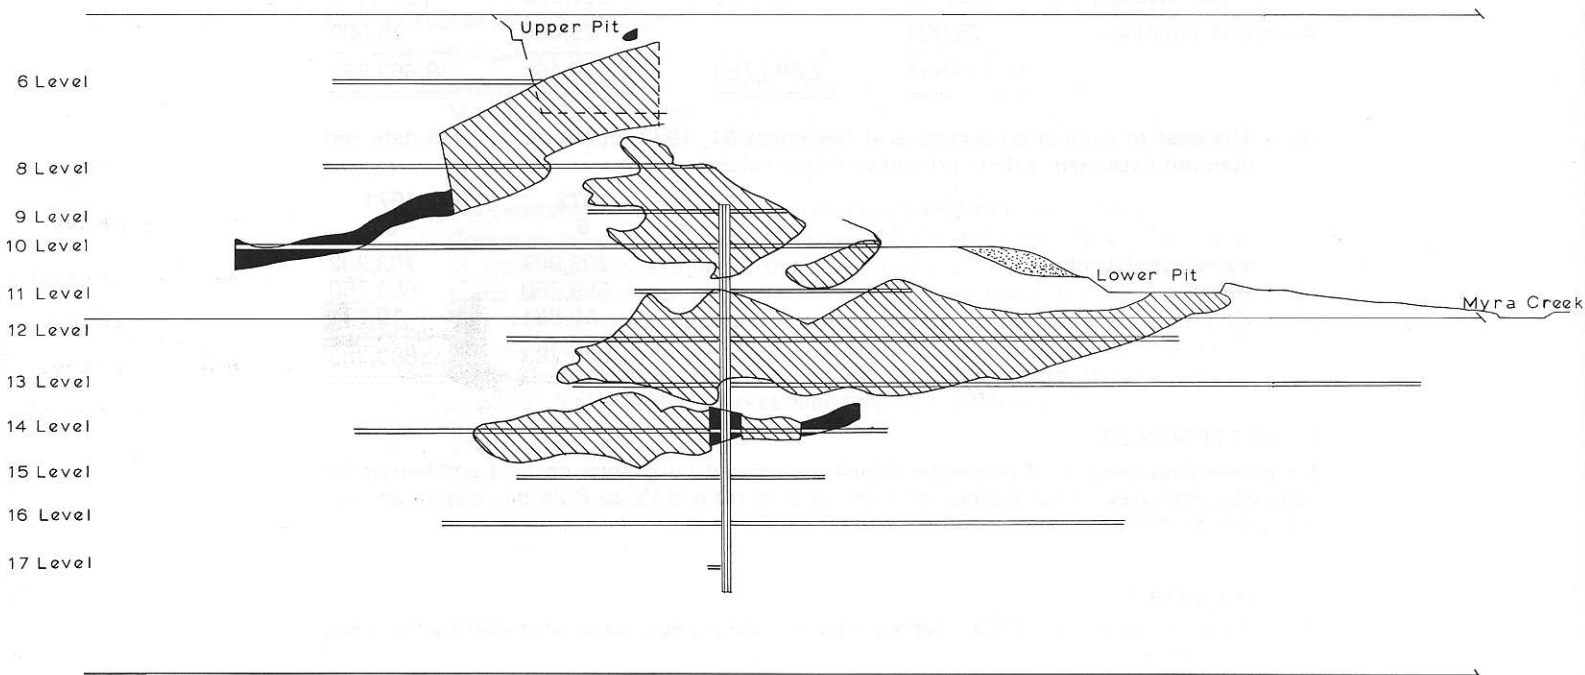 Upper Pit
6 Level
8 Level
9 Level
10 Level
Lower Pit
11 Level
Myra Creek
12 Level
13 Level
14 Level
15 Level
16 Level
17 Level